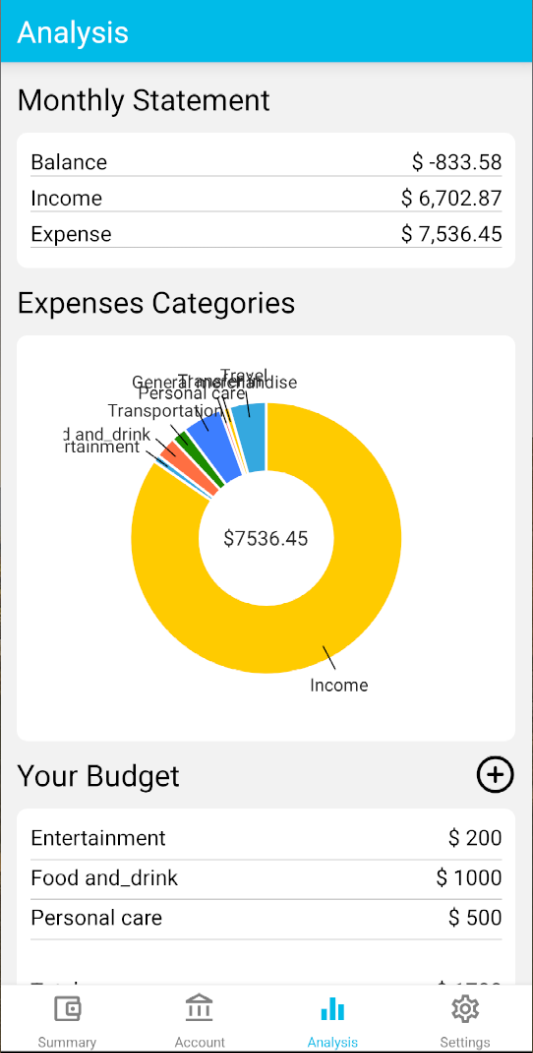 Analysis
Monthly Statement
Balance $ -833.58
Income $ 6,702.87
Expense $ 7,536.45
Expenses Categories
Travel
General merchandise
Personal care
Transportation
and_drink
rtainment
$7536.45
Income
Your Budget
Entertainment $ 200
Food and_drink $ 1000
Personal care $ 500
Summary Account Analysis Settings